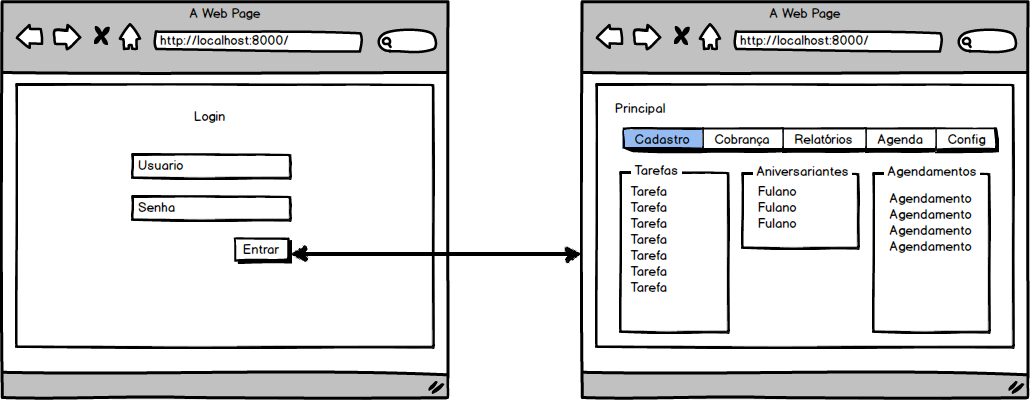 A Web Page
http://localhost:8000/
Login
Usuario
Senha
Entrar
A Web Page
http://localhost:8000/
Principal
Cadastro Cobrança Relatórios Agenda Config
Tarefas
Tarefa
Tarefa
Tarefa
Tarefa
Tarefa
Tarefa
Tarefa
Aniversariantes
Fulano
Fulano
Fulano
Agendamentos
Agendamento
Agendamento
Agendamento
Agendamento